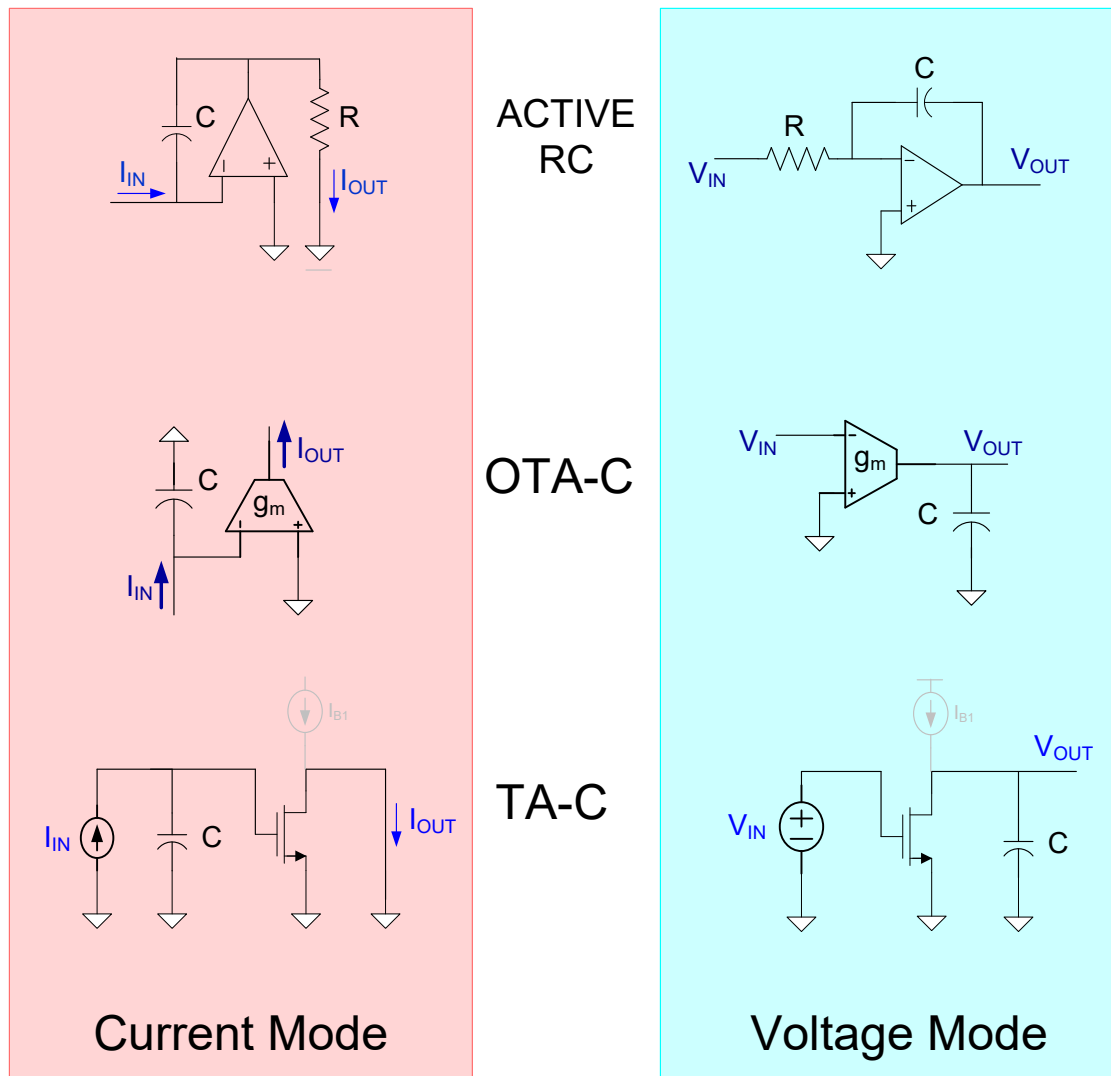 C
R
I_IN
I_OUT
-
+
ACTIVE
RC
C
R
V_IN
V_OUT
−
+
I_OUT
C
g_m
-
+
I_IN
OTA-C
V_IN
−
g_m
+
V_OUT
C
I_B1
I_IN
C
I_OUT
TA-C
I_B1
V_OUT
V_IN
+
−
C
Current Mode
Voltage Mode